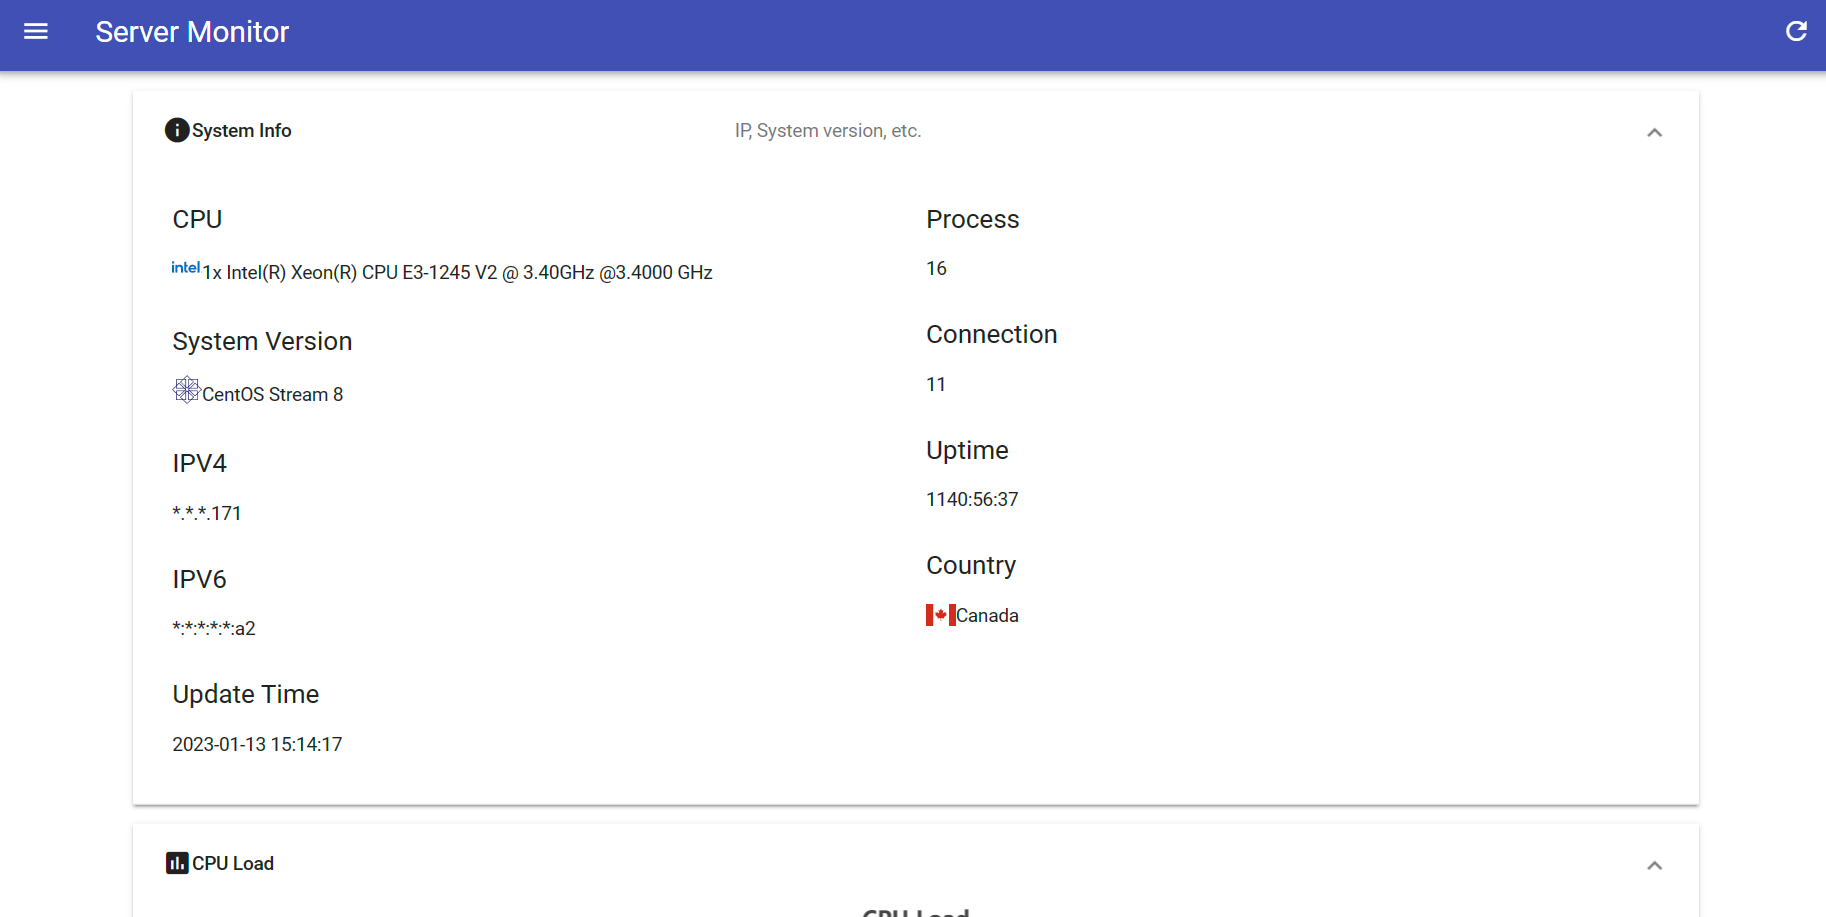 Server Monitor
System Info
IP, System version, etc.
CPU
intel 1x Intel(R) Xeon(R) CPU E3-1245 V2 @ 3.40GHz @3.4000 GHz
System Version
CentOS Stream 8
IPV4
*.*.*.171
IPV6
*:*:*:*:*:a2
Update Time
2023-01-13 15:14:17
Process
16
Connection
11
Uptime
1140:56:37
Country
Canada
CPU Load
CPU Load